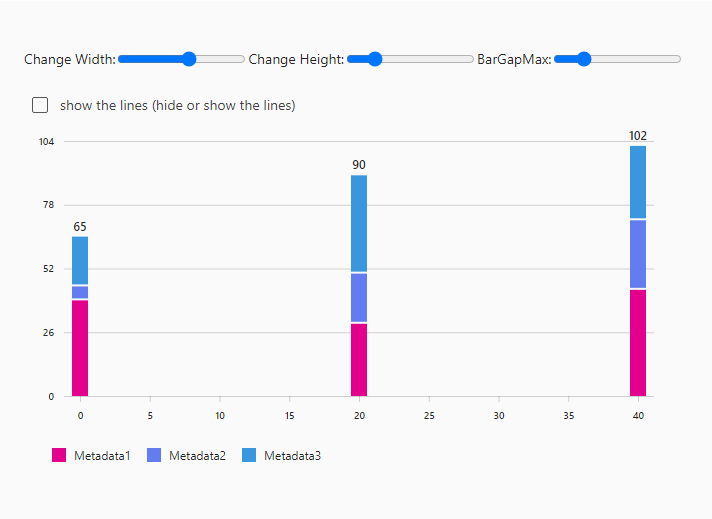 Change Width: Change Height: BarGapMax:
show the lines (hide or show the lines)
104
78
52
26
0
65
90
102
0 5 10 15 20 25 30 35 40
Metadata1 Metadata2 Metadata3